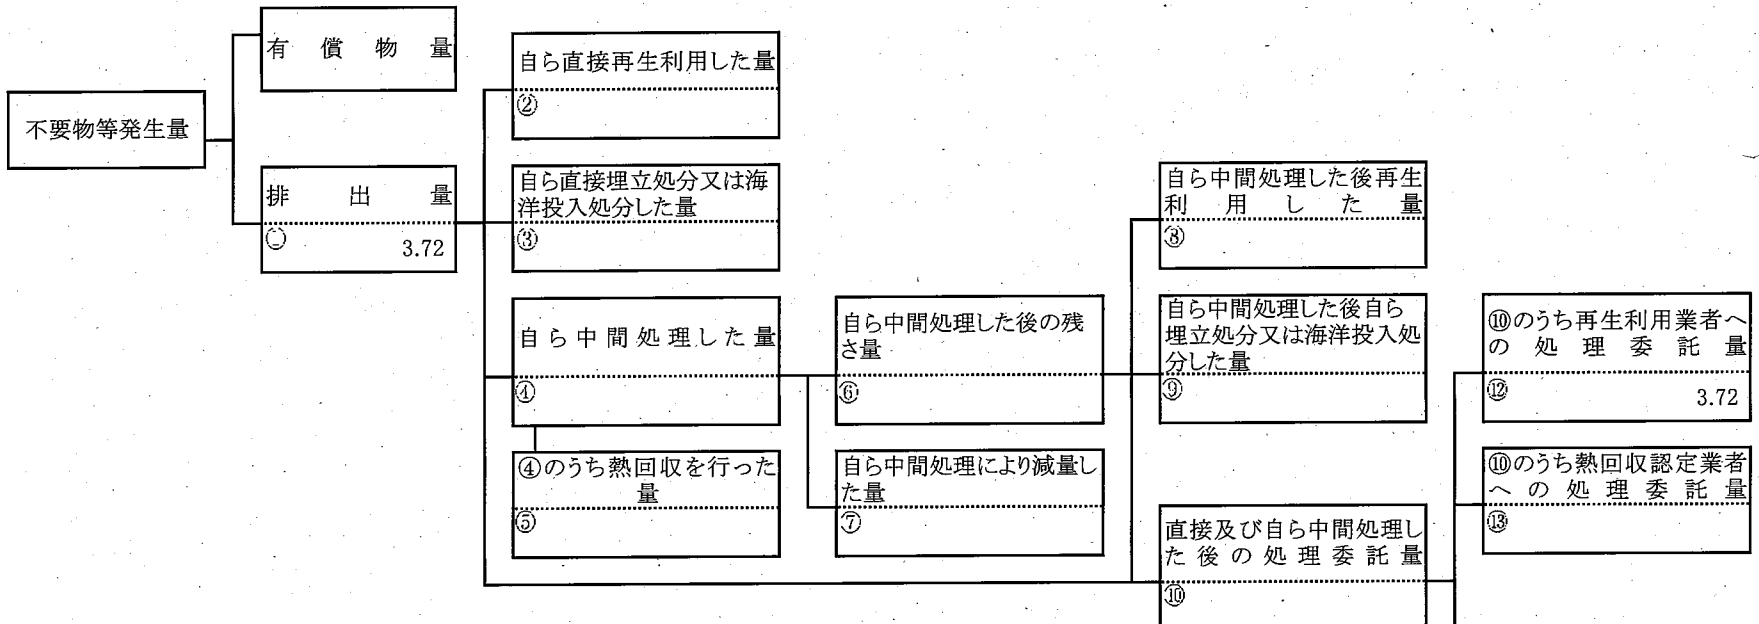 不要物等発生量
有償物量
排出量
3.72
自ら直接再生利用した量
②
自ら直接埋立処分又は海
洋投入処分した量
③
自ら中間処理した量
④
④のうち熱回収を行った
量
⑤
自ら中間処理した後の残
さ量
⑥
自ら中間処理により減量し
た量
⑦
自ら中間処理した後再生
利用した量
⑧
自ら中間処理した後自ら
埋立処分又は海洋投入処
分した量
⑨
直接及び自ら中間処理し
た後の処理委託量
⑩
⑩のうち再生利用業者へ
の処理委託量
⑫
3.72
⑩のうち熱回収認定業者
への処理委託量
⑬